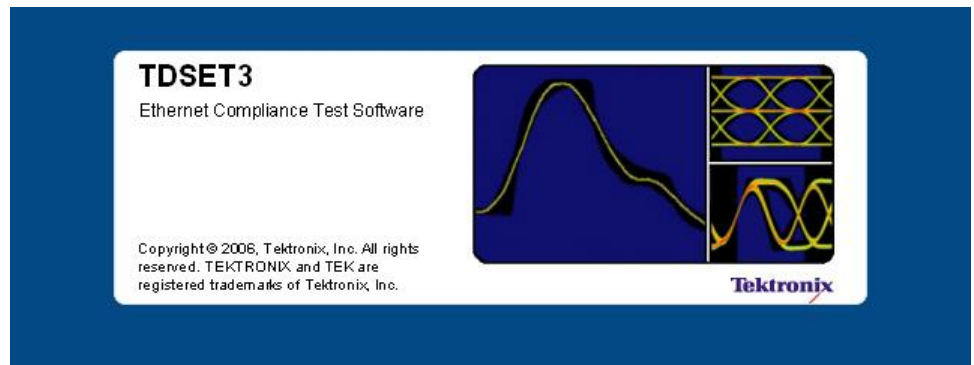 TDSET3
Ethernet Compliance Test Software
Copyright © 2006, Tektronix, Inc. All rights
reserved. TEKTRONIX and TEK are
registered trademarks of Tektronix, Inc.
Tektronix